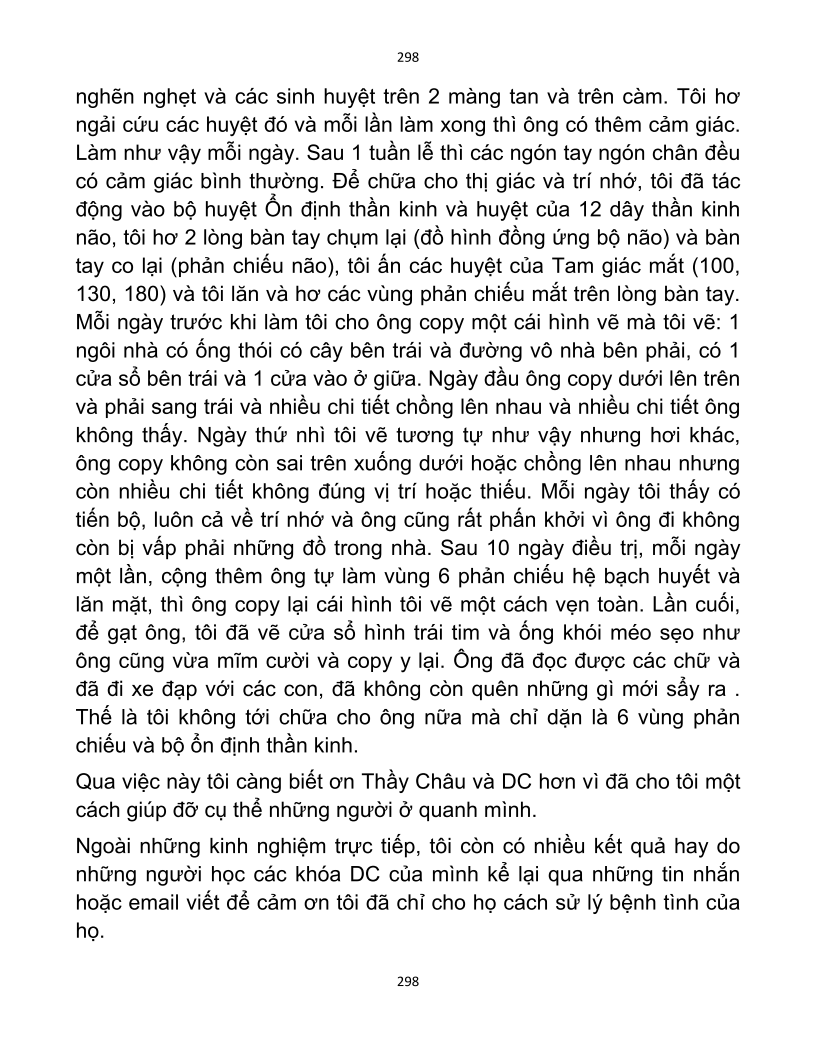 298
nghẽn nghẹt và các sinh huyệt trên 2 màng tan và trên càm. Tôi hơ
ngải cứu các huyệt đó và mỗi lần làm xong thì ông có thêm cảm giác.
Làm như vậy mỗi ngày. Sau 1 tuần lễ thì các ngón tay ngón chân đều
có cảm giác bình thường. Để chữa cho thị giác và trí nhớ, tôi đã tác
động vào bộ huyệt Ổn định thần kinh và huyệt của 12 dây thần kinh
não, tôi hơ 2 lòng bàn tay chụm lại (đồ hình đồng ứng bộ não) và bàn
tay co lại (phản chiếu não), tôi ấn các huyệt của Tam giác mắt (100,
130, 180) và tôi lăn và hơ các vùng phản chiếu mắt trên lòng bàn tay.
Mỗi ngày trước khi làm tôi cho ông copy một cái hình vẽ mà tôi vẽ: 1
ngôi nhà có ống thói có cây bên trái và đường vô nhà bên phải, có 1
cửa sổ bên trái và 1 cửa vào ở giữa. Ngày đầu ông copy dưới lên trên
và phải sang trái và nhiều chi tiết chồng lên nhau và nhiều chi tiết ông
không thấy. Ngày thứ nhì tôi vẽ tương tự như vậy nhưng hơi khác,
ông copy không còn sai trên xuống dưới hoặc chồng lên nhau nhưng
còn nhiều chi tiết không đúng vị trí hoặc thiếu. Mỗi ngày tôi thấy có
tiến bộ, luôn cả về trí nhớ và ông cũng rất phấn khởi vì ông đi không
còn bị vấp phải những đồ trong nhà. Sau 10 ngày điều trị, mỗi ngày
một lần, cộng thêm ông tự làm vùng 6 phản chiếu hệ bạch huyết và
lăn mặt, thì ông copy lại cái hình tôi vẽ một cách vẹn toàn. Lần cuối,
để gạt ông, tôi đã vẽ cửa sổ hình trái tim và ống khói méo sẹo như
ông cũng vừa mĩm cười và copy y lại. Ông đã đọc được các chữ và
đã đi xe đạp với các con, đã không còn quên những gì mới sẩy ra .
Thế là tôi không tới chữa cho ông nữa mà chỉ dặn là 6 vùng phản
chiếu và bộ ổn định thần kinh.
Qua việc này tôi càng biết ơn Thầy Châu và DC hơn vì đã cho tôi một
cách giúp đỡ cụ thể những người ở quanh mình.
Ngoài những kinh nghiệm trực tiếp, tôi còn có nhiều kết quả hay do
những người học các khóa DC của mình kể lại qua những tin nhắn
hoặc email viết để cảm ơn tôi đã chỉ cho họ cách sử lý bệnh tình của
họ.
298